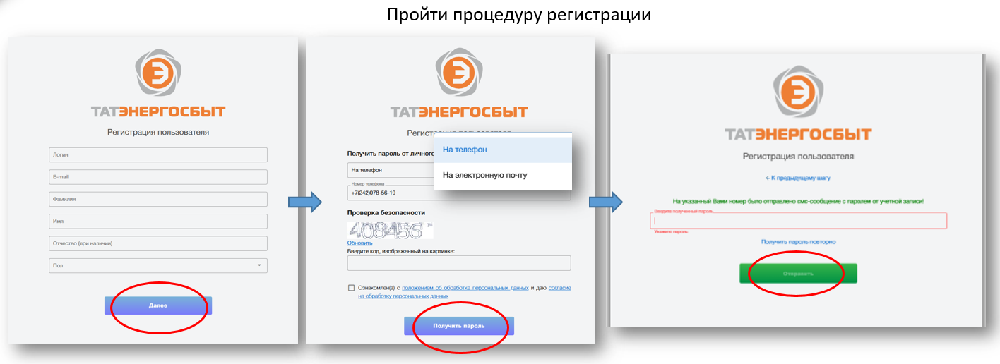 Пройти процедуру регистрации
Э
ТАТЭНЕРГОСБЫТ
Регистрация пользователя
Логин
E-mail
Фамилия
Имя
Отчество (при наличии)
Пол
Далее
Э
ТАТЭНЕРГОСБЫТ
Регистрация пользователя
Получить пароль от личного
На телефон
На электронную почту
На телефон
Номер телефона
+7(242)078-56-19
Проверка безопасности
408456
Обновить
Введите код, изображенный на картинке:
Ознакомлен(а) с положением об обработке персональных данных и даю согласие
на обработку персональных данных
Получить пароль
Э
ТАТЭНЕРГОСБЫТ
Регистрация пользователя
← К предыдущему шагу
На указанный Вами номер было отправлено смс-сообщение с паролем от учетной записи!
Введите полученный пароль
Укажите пароль
Получить пароль повторно
Отправить